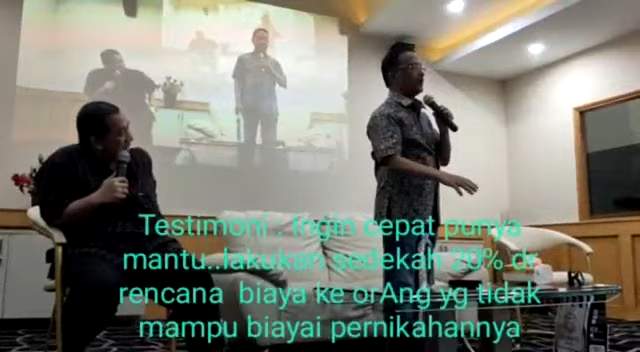 Testimoni . Ingin cepat punya
mantu..lakukan sedekah 20% dr
rencana biaya ke orAng yg tidak
mampu biayai pernikahannya